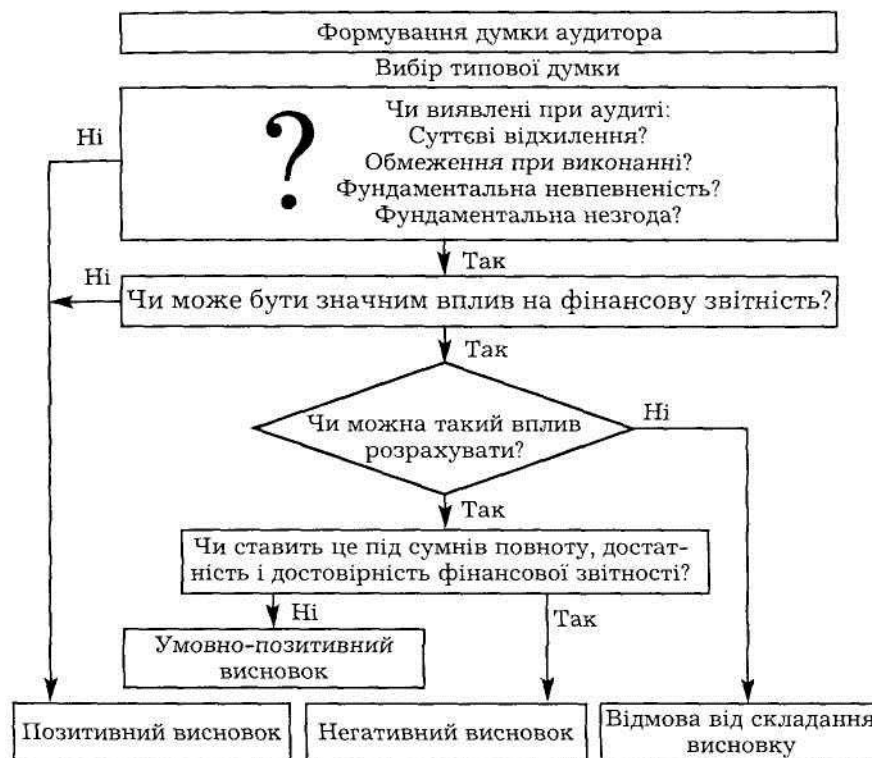 Формування думки аудитора
Вибір типової думки
?
Чи виявлені при аудиті:
Суттєві відхилення?
Обмеження при виконанні?
Фундаментальна невпевненість?
Фундаментальна незгода?
Ні
Так
Ні
Чи може бути значним вплив на фінансову звітність?
Так
Чи можна такий вплив
розрахувати?
Ні
Так
Чи ставить це під сумнів повноту, достат-
ність і достовірність фінансової звітності?
Ні
Так
Умовно-позитивний
висновок
Позитивний висновок
Негативний висновок
Відмова від складання
висновку